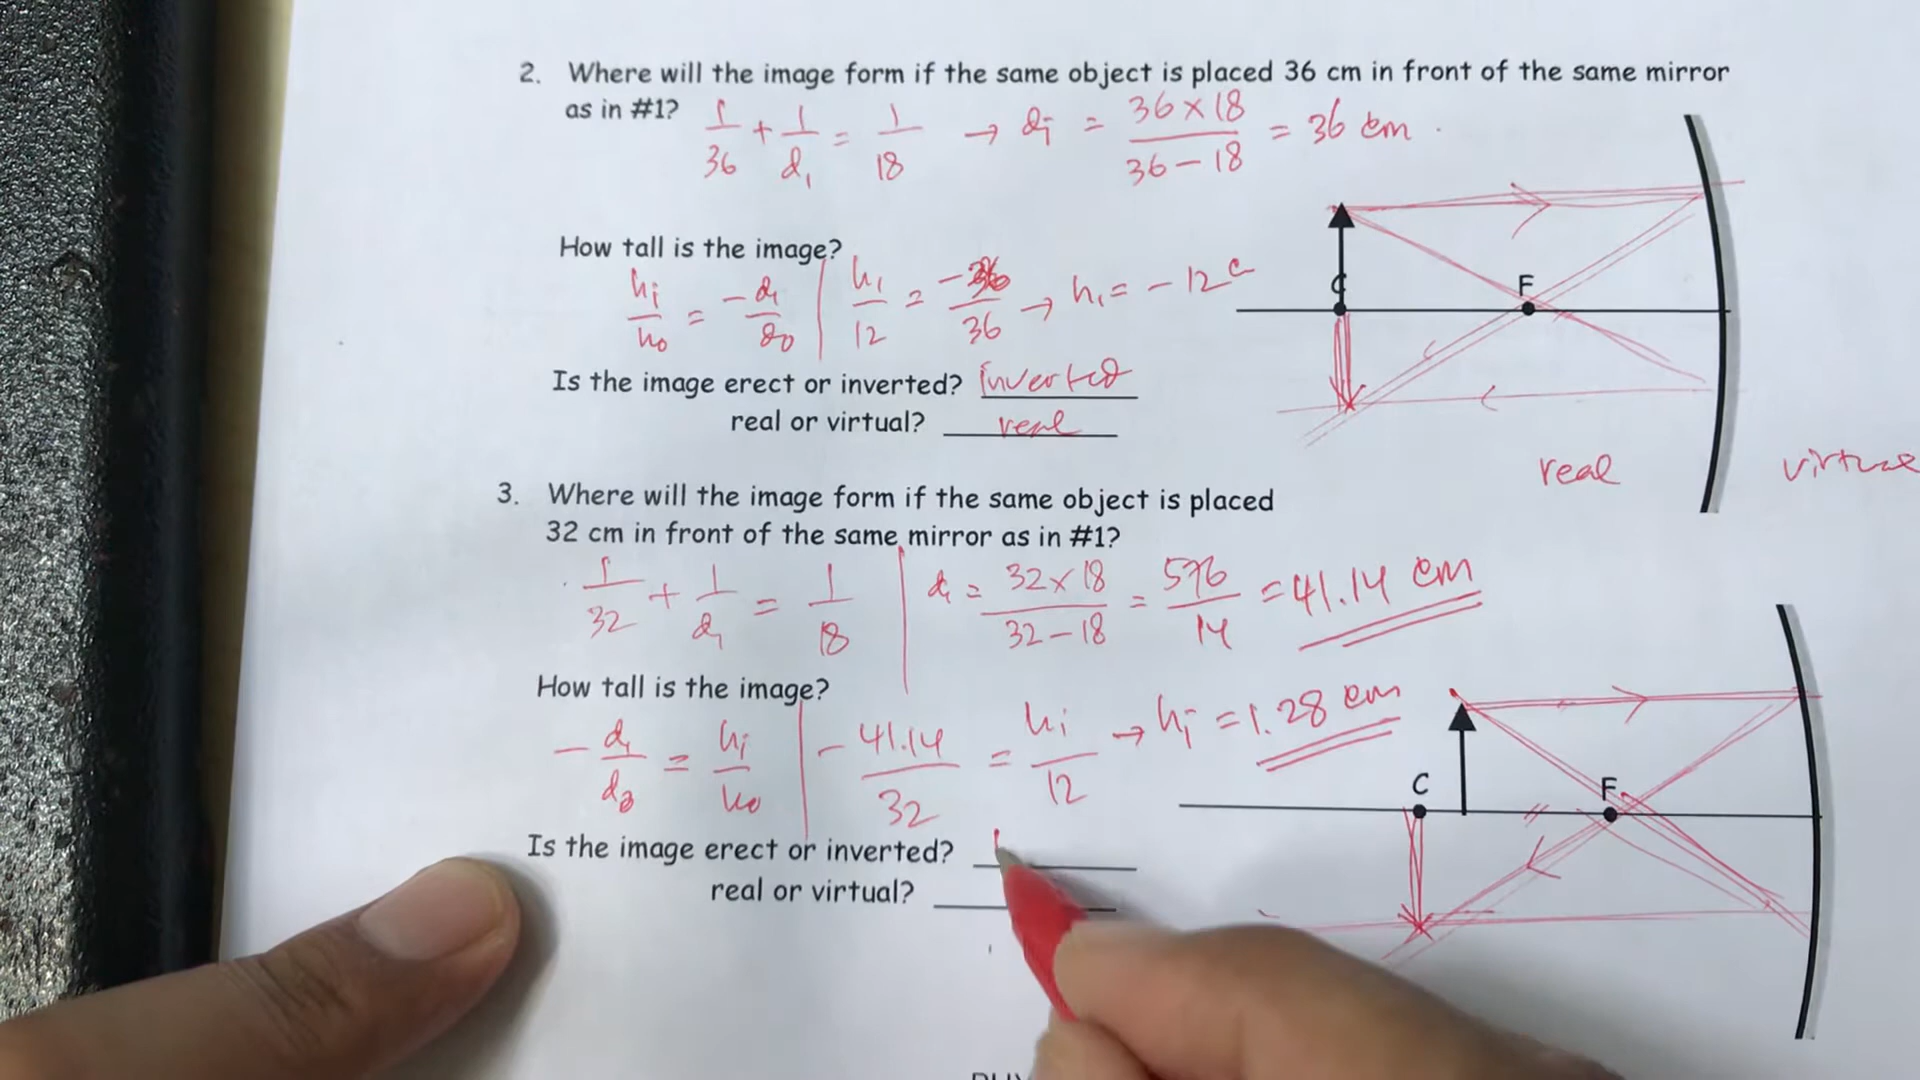 2. Where will the image form if the same object is placed 36 cm in front of the same mirror
as in #1?
1/36 + 1/di = 1/18 → di = 36 × 18 / 36 − 18 = 36 cm
How tall is the image?
hi/ho = −di/do | hi/12 = −36/36 → hi = −12 c
C F
Is the image erect or inverted? inverted
real or virtual? real
real virtual
3. Where will the image form if the same object is placed
32 cm in front of the same mirror as in #1?
1/32 + 1/di = 1/18 | di = 32 × 18 / 32 − 18 = 576/14 = 41.14 cm
How tall is the image?
−di/do = hi/ho | −41.14/32 = hi/12 → hi = 1.28 cm
C F
Is the image erect or inverted?
real or virtual?